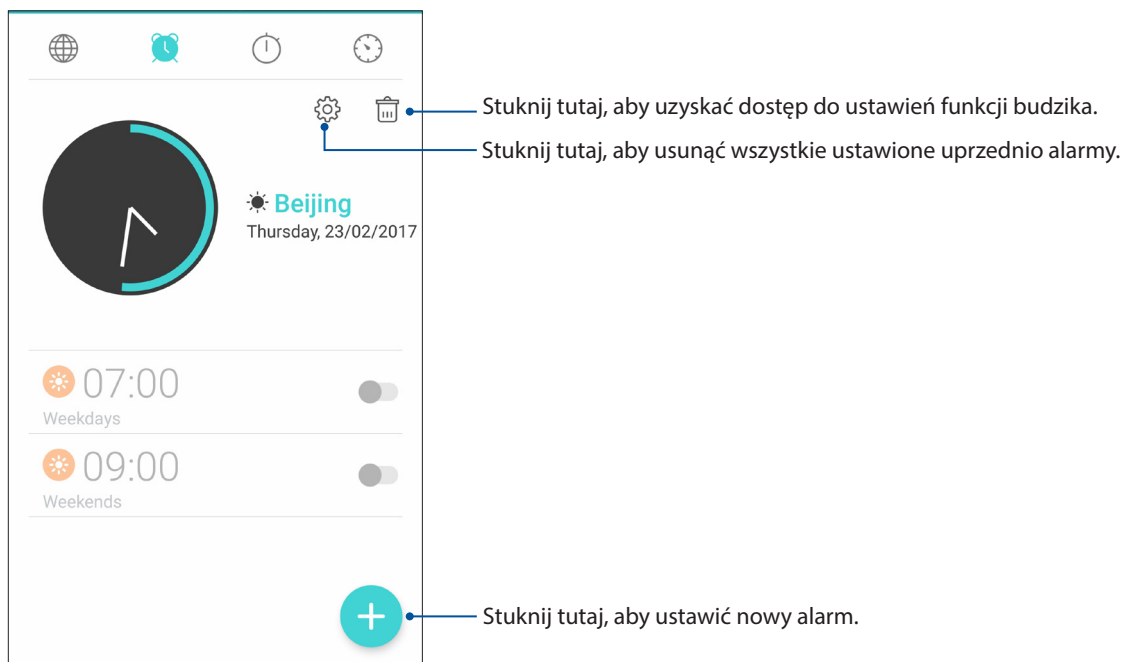 Stuknij tutaj, aby uzyskać dostęp do ustawień funkcji budzika.
Stuknij tutaj, aby usunąć wszystkie ustawione uprzednio alarmy.
Beijing
Thursday, 23/02/2017
07:00
Weekdays
09:00
Weekends
Stuknij tutaj, aby ustawić nowy alarm.